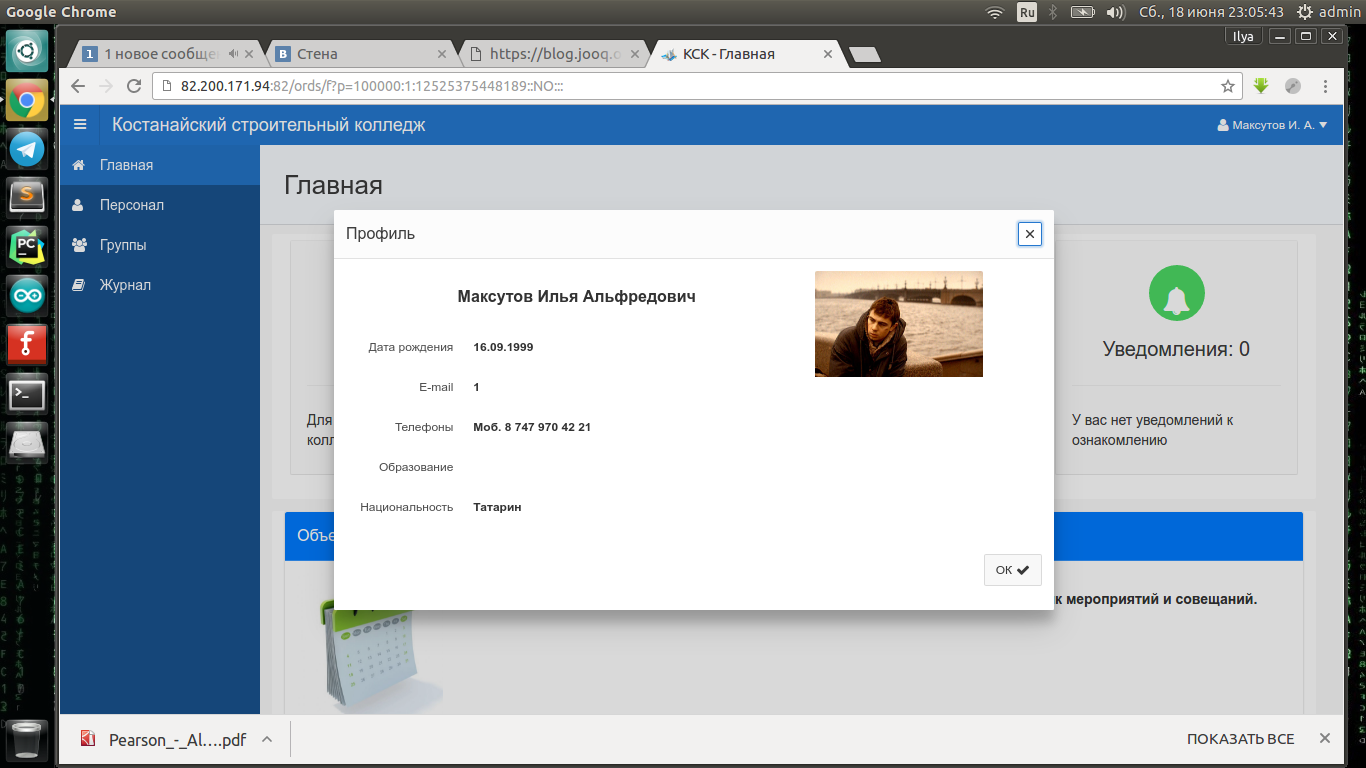 Google Chrome
Ru
Сб., 18 июня 23:05:43
admin
Ilya
1 новое сообще
Стена
https://blog.jooq.o
КСК - Главная
82.200.171.94:82/ords/f?p=100000:1:12525375448189::NO:::
Костанайский строительный колледж
Максутов И. А.
Главная
Персонал
Группы
Журнал
Главная
Профиль
Максутов Илья Альфредович
Дата рождения 16.09.1999
E-mail 1
Телефоны Моб. 8 747 970 42 21
Образование
Национальность Татарин
ОК
Для
колл
Уведомления: 0
У вас нет уведомлений к
ознакомлению
Объе
к мероприятий и совещаний.
Pearson_-_Al....pdf
ПОКАЗАТЬ ВСЕ